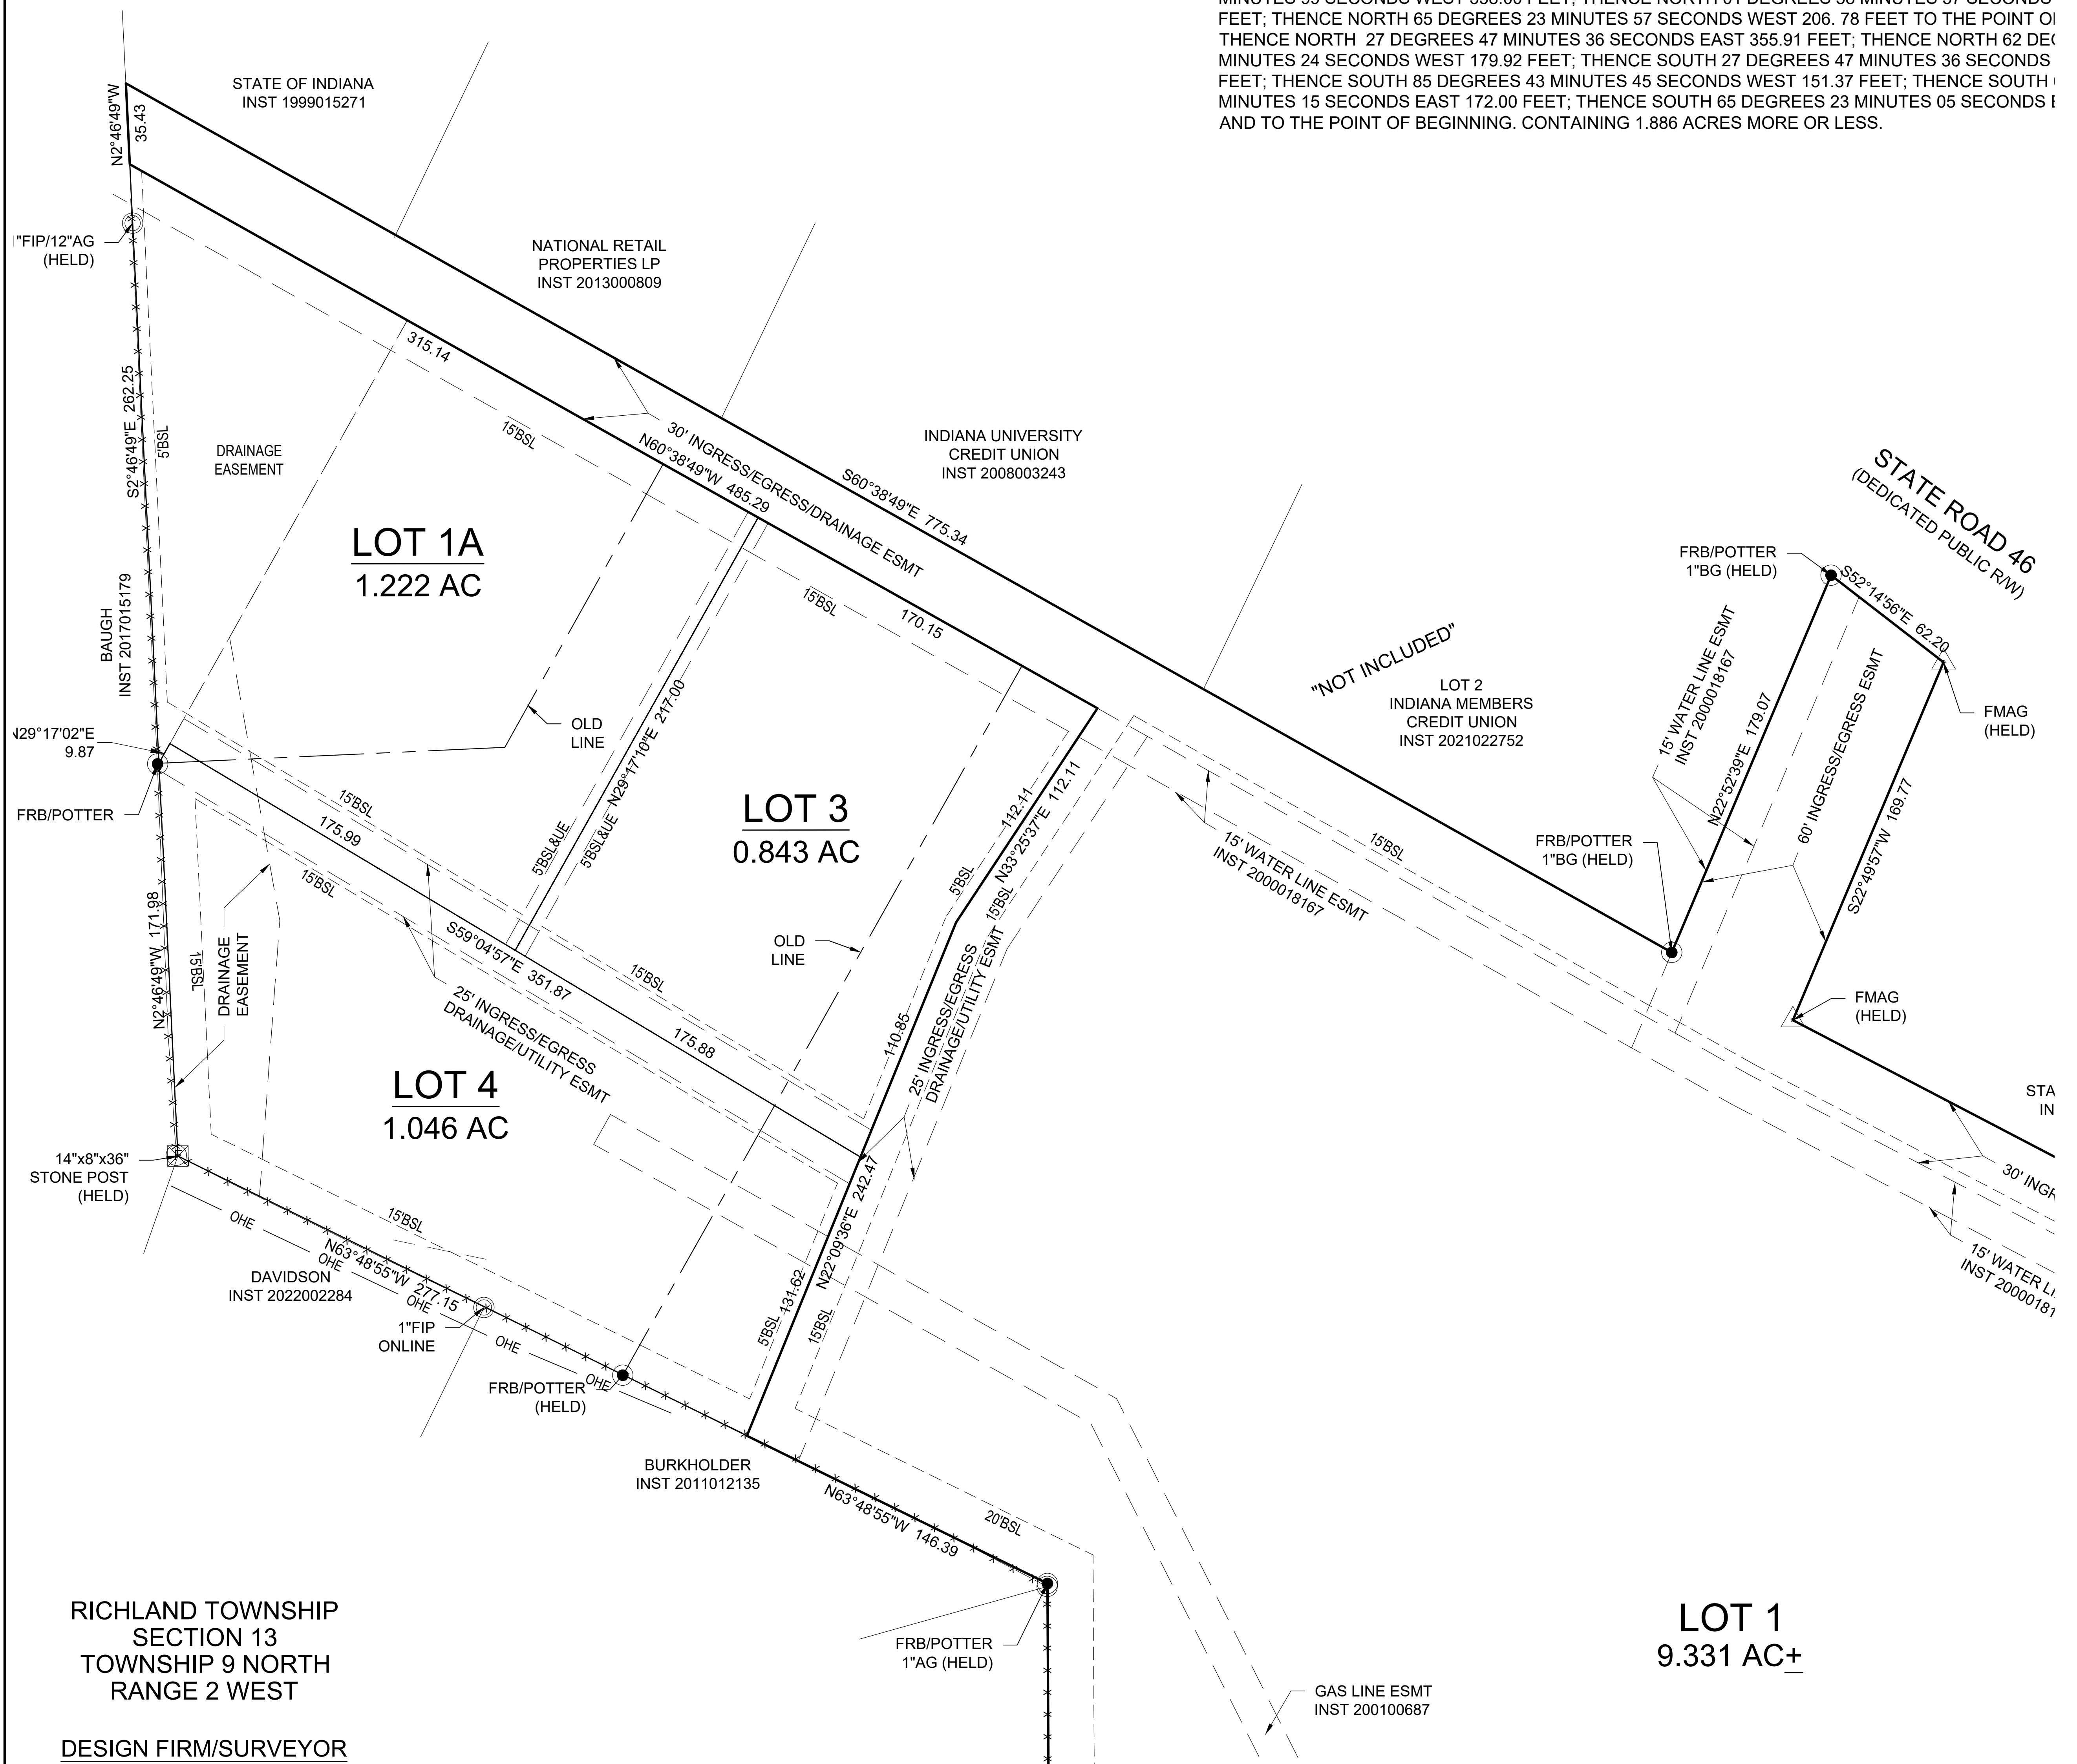 FEET; THENCE NORTH 65 DEGREES 23 MINUTES 57 SECONDS WEST 206. 78 FEET TO THE POINT
THENCE NORTH 27 DEGREES 47 MINUTES 36 SECONDS EAST 355.91 FEET; THENCE NORTH 62
MINUTES 24 SECONDS WEST 179.92 FEET; THENCE SOUTH 27 DEGREES 47 MINUTES 36 SECONDS
FEET; THENCE SOUTH 85 DEGREES 43 MINUTES 45 SECONDS WEST 151.37 FEET; THENCE SOUTH
MINUTES 15 SECONDS EAST 172.00 FEET; THENCE SOUTH 65 DEGREES 23 MINUTES 05 SECONDS
AND TO THE POINT OF BEGINNING. CONTAINING 1.886 ACRES MORE OR LESS.
STATE OF INDIANA
INST 1999015271
N2°46'49"W
35.43
"FIP/12"AG
(HELD)
NATIONAL RETAIL
PROPERTIES LP
INST 2013000809
315.14
15'BSL
30' INGRESS/EGRESS/DRAINAGE ESMT
N60°38'49"W 485.29
INDIANA UNIVERSITY
CREDIT UNION
INST 2008003243
S60°38'49"E 775.34
S2°46'49"E 262.25
5'BSL
DRAINAGE
EASEMENT
LOT 1A
1.222 AC
BAUGH
INST 2017015179
15'BSL
170.15
STATE ROAD 46
(DEDICATED PUBLIC R/W)
FRB/POTTER
1"BG (HELD)
S52°14'56"E 62.20
"NOT INCLUDED"
LOT 2
INDIANA MEMBERS
CREDIT UNION
INST 2021022752
15' WATER LINE ESMT
INST 2000018167
N22°52'39"E 179.07
60' INGRESS/EGRESS ESMT
FMAG
(HELD)
S22°49'57"W 169.77
OLD
LINE
N29°17'02"E
9.87
FRB/POTTER
15'BSL
175.99
15'BSL
5'BSL&UE
5'BSL&UE
N29°17'10"E 217.00
LOT 3
0.843 AC
112.11
N33°25'37"E 112.11
5'BSL
15'BSL
15' WATER LINE ESMT
INST 2000018167
15'BSL
FRB/POTTER
1"BG (HELD)
FMAG
(HELD)
N2°46'49"W 171.98
15'BSL
DRAINAGE
EASEMENT
S59°04'57"E 351.87
25' INGRESS/EGRESS
DRAINAGE/UTILITY ESMT
15'BSL
175.88
OLD
LINE
110.85
25' INGRESS/EGRESS
DRAINAGE/UTILITY ESMT
LOT 4
1.046 AC
14"x8"x36"
STONE POST
(HELD)
STA
IN
30' INGR
15' WATER
INST
OHE
15'BSL
N63°48'55"W 277.15
OHE
DAVIDSON
INST 2022002284
OHE
1"FIP
ONLINE
OHE
OHE
FRB/POTTER
(HELD)
N22°09'36"E 242.47
5'BSL
131.62
15'BSL
BURKHOLDER
INST 2011012135
N63°48'55"W 146.39
20'BSL
FRB/POTTER
1"AG (HELD)
LOT 1
9.331 AC±
GAS LINE ESMT
INST 200100687
RICHLAND TOWNSHIP
SECTION 13
TOWNSHIP 9 NORTH
RANGE 2 WEST
DESIGN FIRM/SURVEYOR